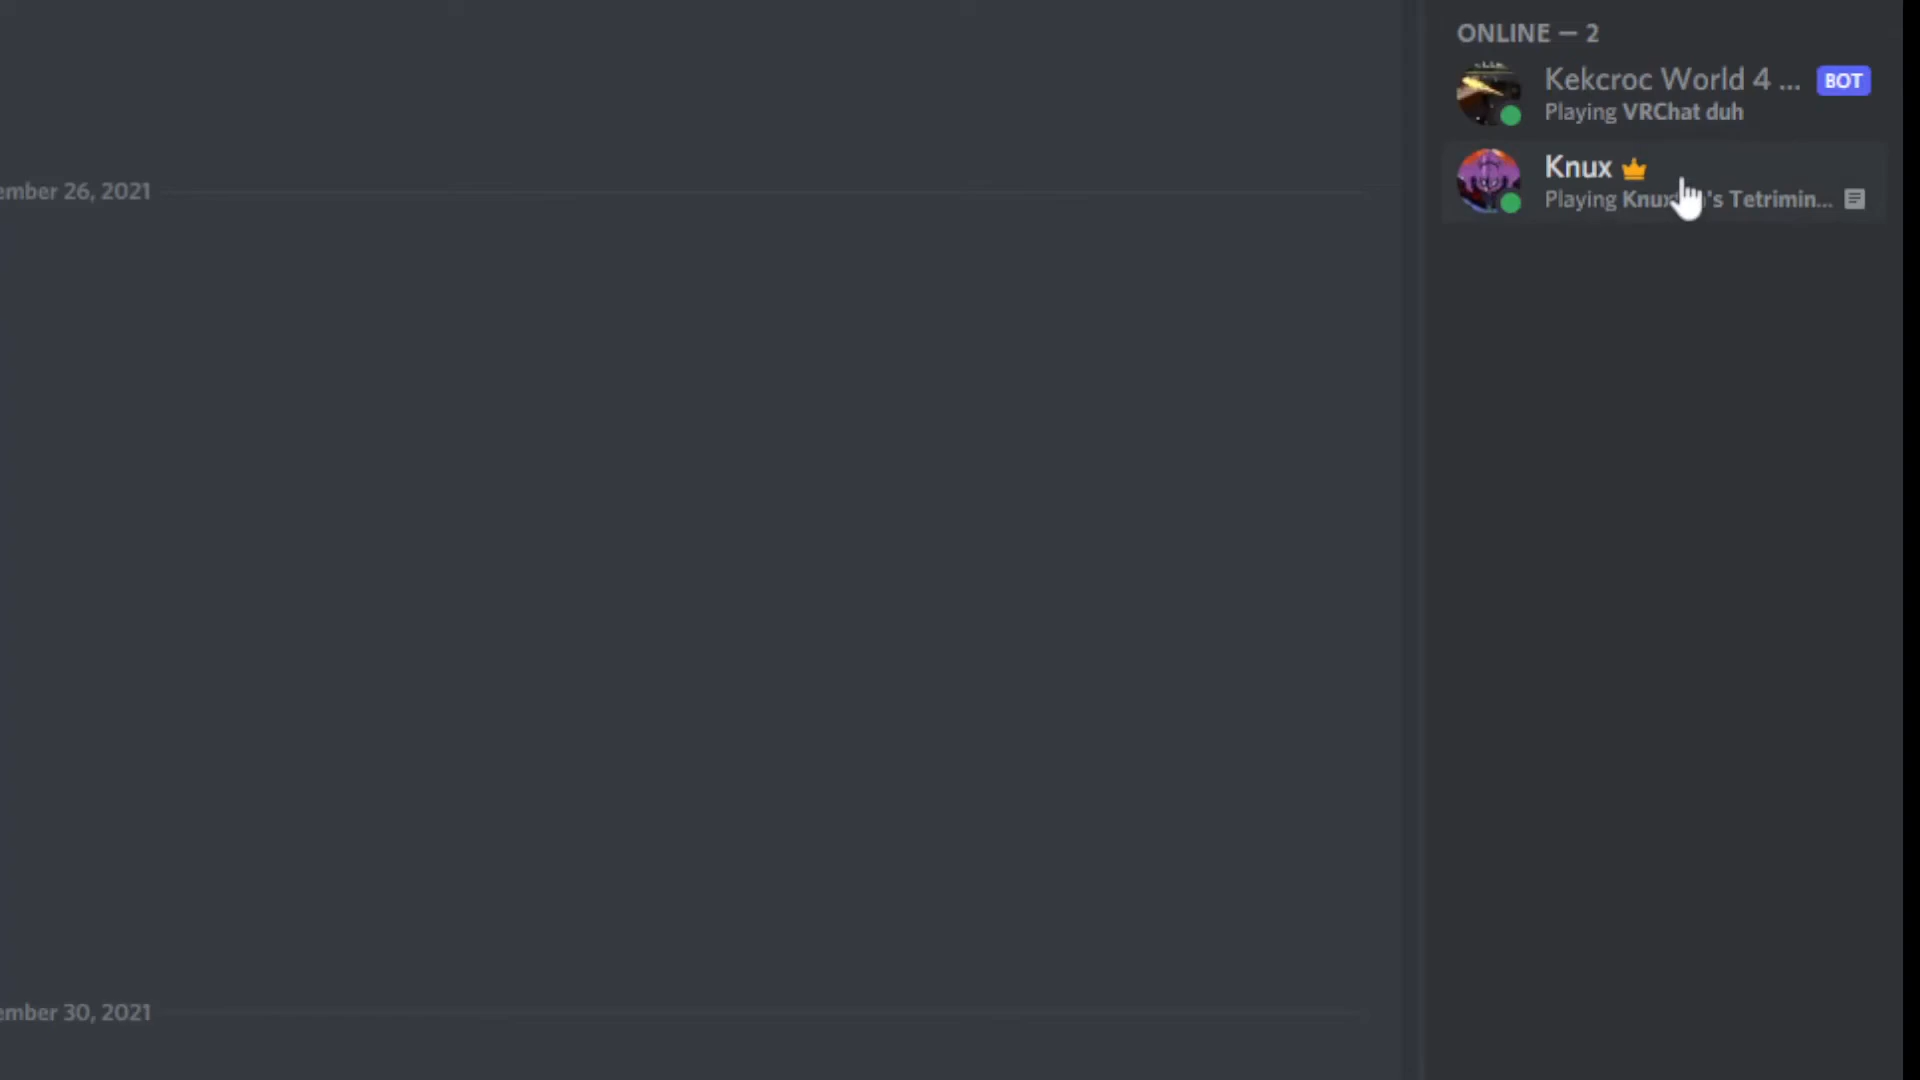 ONLINE — 2
Kekcroc World 4 ... BOT
Playing VRChat duh
ember 26, 2021
Knux
Playing 's Tetrimin...
ember 30, 2021